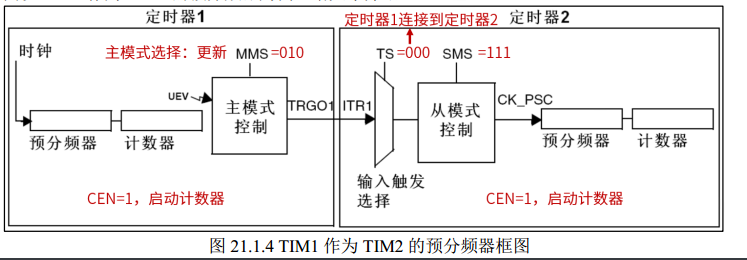 定时器1
定时器2
定时器1连接到定时器2
时钟
主模式选择：更新 MMS=010
TS=000
SMS=111
UEV
主模式
控制
TRGO1
ITR1
从模式
控制
CK_PSC
预分频器
计数器
预分频器
计数器
输入触发
选择
CEN=1，启动计数器
CEN=1，启动计数器
图 21.1.4 TIM1 作为 TIM2 的预分频器框图